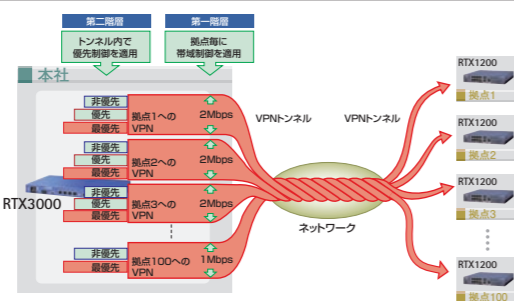 第二階層
第一階層
トンネル内で
優先制御を適用
拠点毎に
帯域制御を適用
本社
非優先
優先
最優先
拠点1への
VPN
2Mbps
非優先
優先
最優先
拠点2への
VPN
2Mbps
非優先
優先
最優先
拠点3への
VPN
2Mbps
非優先
最優先
拠点100への
VPN
1Mbps
RTX3000
VPNトンネル
VPNトンネル
ネットワーク
RTX1200
拠点1
RTX1200
拠点2
RTX1200
拠点3
RTX1200
拠点100